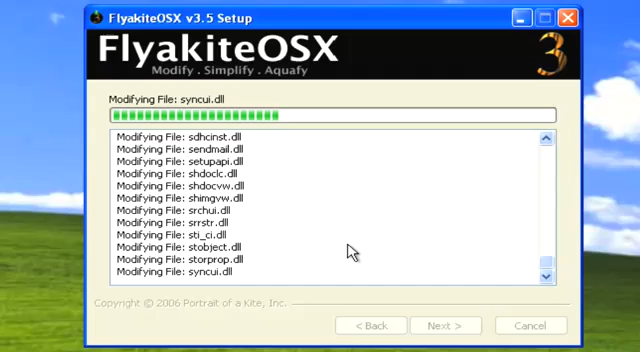 FlyakiteOSX v3.5 Setup
FlyakiteOSX
3
Modify . Simplify . Aquafy
Modifying File: syncui.dll
Modifying File: sdhcinst.dll
Modifying File: sendmail.dll
Modifying File: setupapi.dll
Modifying File: shdoclc.dll
Modifying File: shdocvw.dll
Modifying File: shimgvw.dll
Modifying File: srchui.dll
Modifying File: srrstr.dll
Modifying File: sti_ci.dll
Modifying File: stobject.dll
Modifying File: storprop.dll
Modifying File: syncui.dll
Copyright © 2006 Portrait of a Kite, Inc.
< Back
Next >
Cancel